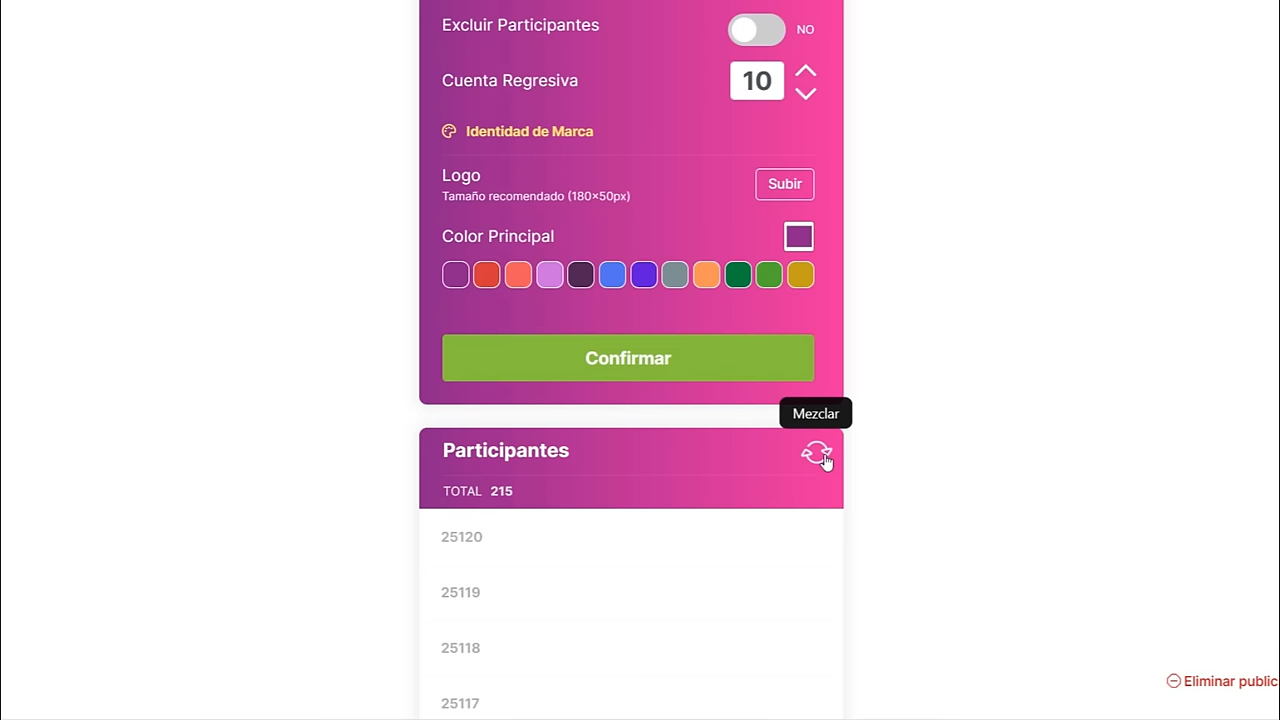 Excluir Participantes
NO
Cuenta Regresiva
10
Identidad de Marca
Logo
Subir
Tamaño recomendado (180×50px)
Color Principal
Confirmar
Mezclar
Participantes
TOTAL 215
25120
25119
25118
25117
Eliminar public